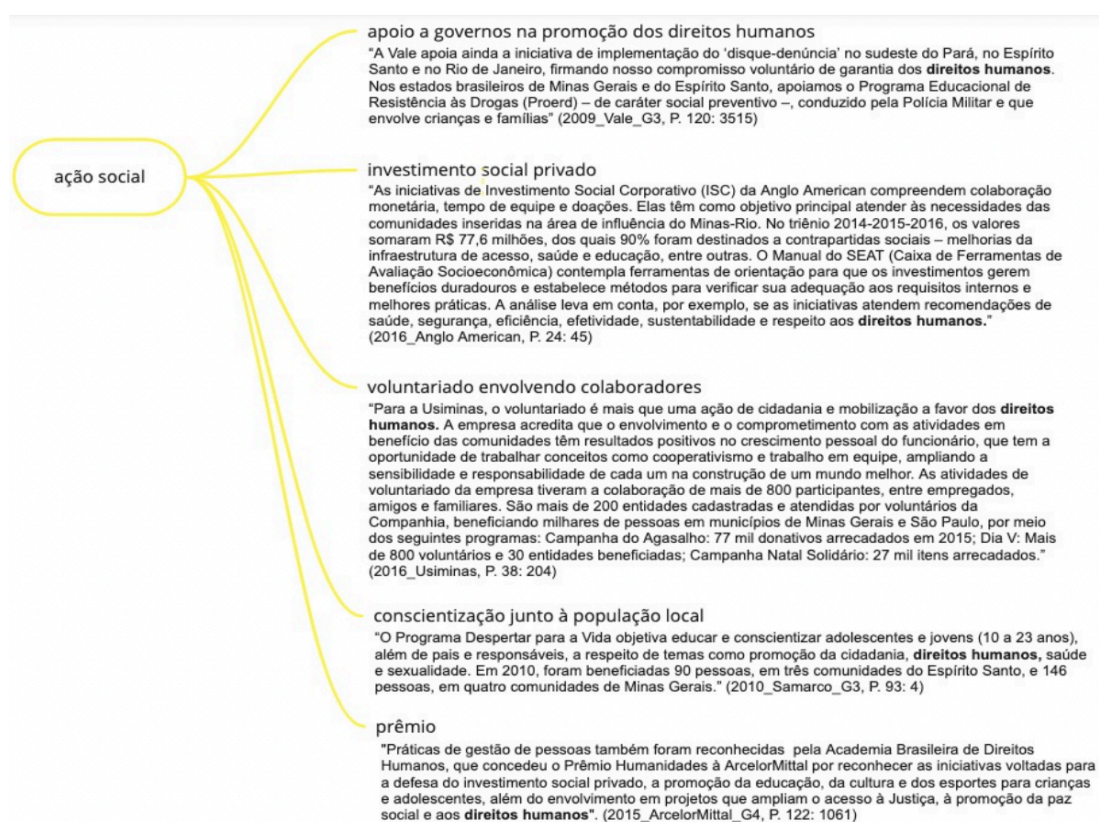 apoio a governos na promoção dos direitos humanos
“A Vale apoia ainda a iniciativa de implementação do ‘disque-denúncia’ no sudeste do Pará, no Espírito
Santo e no Rio de Janeiro, firmando nosso compromisso voluntário de garantia dos direitos humanos.
Nos estados brasileiros de Minas Gerais e do Espírito Santo, apoiamos o Programa Educacional de
Resistência às Drogas (Proerd) – de caráter social preventivo –, conduzido pela Polícia Militar e que
envolve crianças e famílias” (2009_Vale_G3, P. 120: 3515)
ação social
investimento social privado
“As iniciativas de Investimento Social Corporativo (ISC) da Anglo American compreendem colaboração
monetária, tempo de equipe e doações. Elas têm como objetivo principal atender às necessidades das
comunidades inseridas na área de influência do Minas-Rio. No triênio 2014-2015-2016, os valores
somaram R$ 77,6 milhões, dos quais 90% foram destinados a contrapartidas sociais – melhorias da
infraestrutura de acesso, saúde e educação, entre outras. O Manual do SEAT (Caixa de Ferramentas de
Avaliação Socioeconômica) contempla ferramentas de orientação para que os investimentos gerem
benefícios duradouros e estabelece métodos para verificar sua adequação aos requisitos internos e
melhores práticas. A análise leva em conta, por exemplo, se as iniciativas atendem recomendações de
saúde, segurança, eficiência, efetividade, sustentabilidade e respeito aos direitos humanos.”
(2016_Anglo American, P. 24: 45)
voluntariado envolvendo colaboradores
“Para a Usiminas, o voluntariado é mais que uma ação de cidadania e mobilização a favor dos direitos
humanos. A empresa acredita que o envolvimento e o comprometimento com as atividades em
benefício das comunidades têm resultados positivos no crescimento pessoal do funcionário, que tem a
oportunidade de trabalhar conceitos como cooperativismo e trabalho em equipe, ampliando a
sensibilidade e responsabilidade de cada um na construção de um mundo melhor. As atividades de
voluntariado da empresa tiveram a colaboração de mais de 800 participantes, entre empregados,
amigos e familiares. São mais de 200 entidades cadastradas e atendidas por voluntários da
Companhia, beneficiando milhares de pessoas em municípios de Minas Gerais e São Paulo, por meio
dos seguintes programas: Campanha do Agasalho: 77 mil donativos arrecadados em 2015; Dia V: Mais
de 800 voluntários e 30 entidades beneficiadas; Campanha Natal Solidário: 27 mil itens arrecadados.”
(2016_Usiminas, P. 38: 204)
conscientização junto à população local
“O Programa Despertar para a Vida objetiva educar e conscientizar adolescentes e jovens (10 a 23 anos),
além de pais e responsáveis, a respeito de temas como promoção da cidadania, direitos humanos, saúde
e sexualidade. Em 2010, foram beneficiadas 90 pessoas, em três comunidades do Espírito Santo, e 146
pessoas, em quatro comunidades de Minas Gerais.” (2010_Samarco_G3, P. 93: 4)
prêmio
"Práticas de gestão de pessoas também foram reconhecidas pela Academia Brasileira de Direitos
Humanos, que concedeu o Prêmio Humanidades à ArcelorMittal por reconhecer as iniciativas voltadas para
a defesa do investimento social privado, a promoção da educação, da cultura e dos esportes para crianças
e adolescentes, além do envolvimento em projetos que ampliam o acesso à Justiça, à promoção da paz
social e aos direitos humanos". (2015_ArcelorMittal_G4, P. 122: 1061)